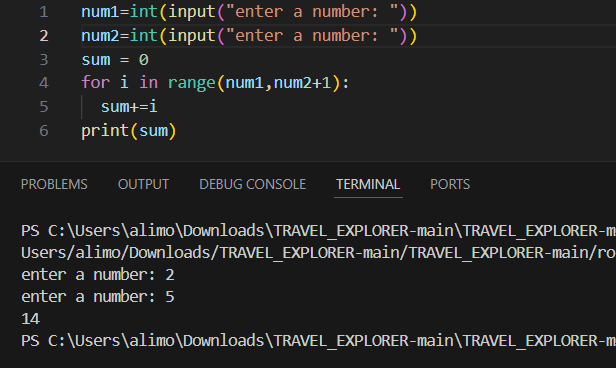 1 num1=int(input("enter a number: "))
2 num2=int(input("enter a number: "))
3 sum = 0
4 for i in range(num1,num2+1):
5   sum+=i
6 print(sum)
PROBLEMS OUTPUT DEBUG CONSOLE TERMINAL PORTS
PS C:\Users\alimo\Downloads\TRAVEL_EXPLORER-main\TRAVEL_EXPLORER-m
Users/alimo/Downloads/TRAVEL_EXPLORER-main/TRAVEL_EXPLORER-main/ro
enter a number: 2
enter a number: 5
14
PS C:\Users\alimo\Downloads\TRAVEL_EXPLORER-main\TRAVEL_EXPLORER-m